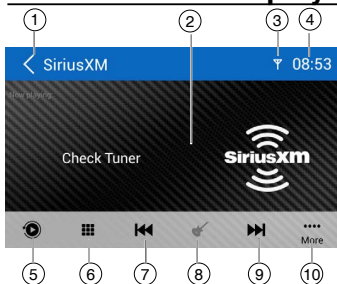 1 2 3 4
SiriusXM 08:53
Now playing:
Check Tuner
SiriusXM
More
5 6 7 8 9 10